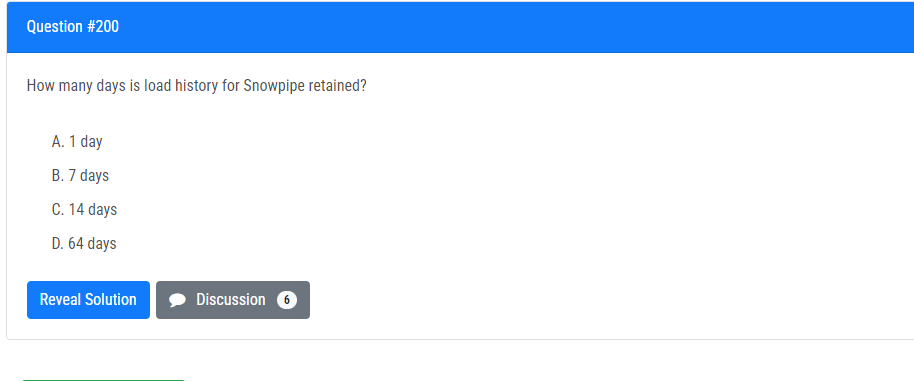 Question #200
How many days is load history for Snowpipe retained?
A. 1 day
B. 7 days
C. 14 days
D. 64 days
Reveal Solution Discussion 6